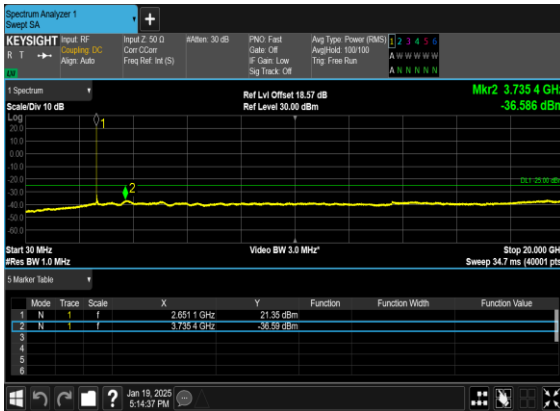 Spectrum Analyzer 1
Swept SA
+
KEYSIGHT
R T
Input: RF
Coupling: DC
Align: Auto
Input Z: 50 Ω
Corr CCorr
Freq Ref: Int (S)
#Atten: 30 dB
PNO: Fast
Gate: Off
IF Gain: Low
Sig Track: Off
Avg Type: Power (RMS)
Avg|Hold: 100/100
Trig: Free Run
1 2 3 4 5 6
A W W W W W
A N N N N N
1 Spectrum
Scale/Div 10 dB
Ref Lvl Offset 18.57 dB
Ref Level 30.00 dBm
Mkr2 3.735 4 GHz
-36.586 dBm
Log
20.0
10.0
0.00
-10.0
-20.0
-30.0
-40.0
-50.0
-60.0
1
2
DL1 -25.00 dBm
Start 30 MHz
#Res BW 1.0 MHz
Video BW 3.0 MHz*
Stop 20.000 GHz
Sweep 34.7 ms (40001 pts)
5 Marker Table
Mode Trace Scale X Y Function Function Width Function Value
1 N 1 f 2.651 1 GHz 21.35 dBm
2 N 1 f 3.735 4 GHz -36.59 dBm
3
4
5
6
?
Jan 19, 2025
5:14:37 PM